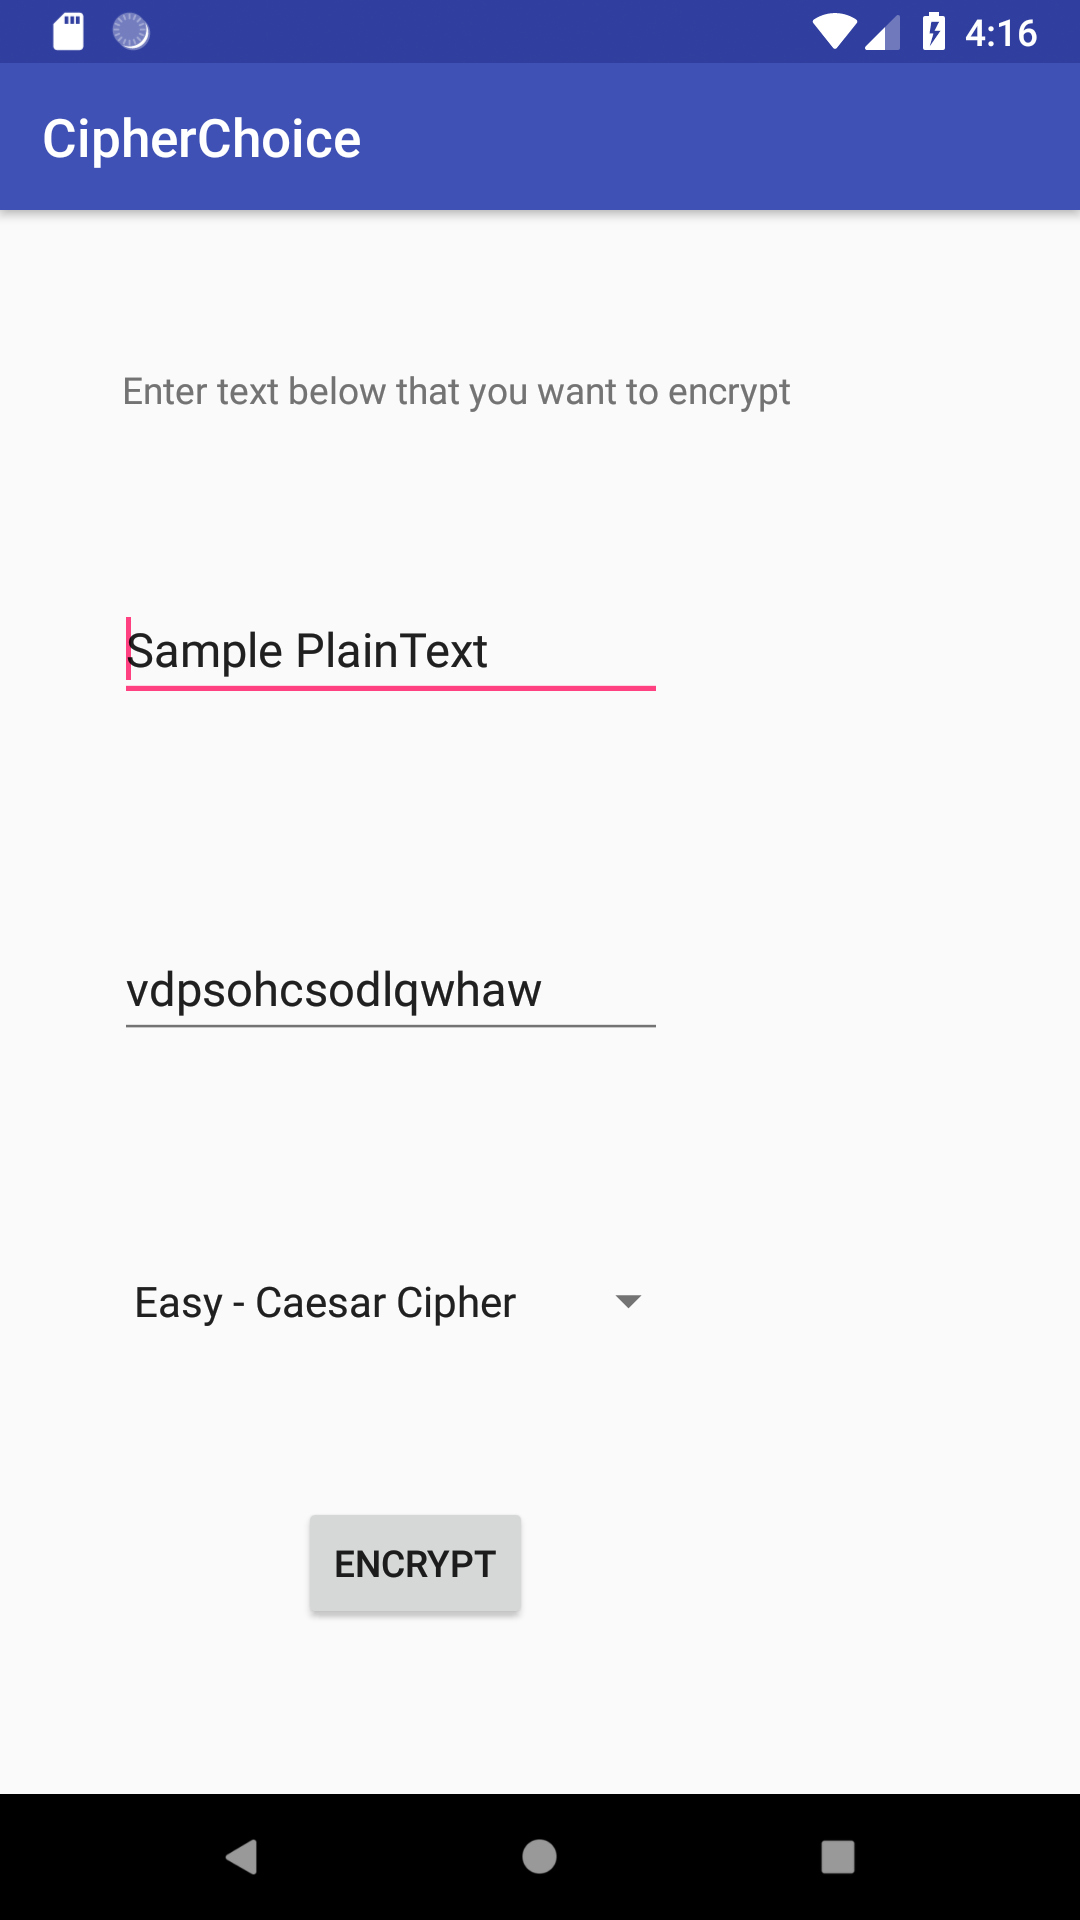 4:16
CipherChoice
Enter text below that you want to encrypt
Sample PlainText
vdpsohcsodlqwhaw
Easy - Caesar Cipher
ENCRYPT